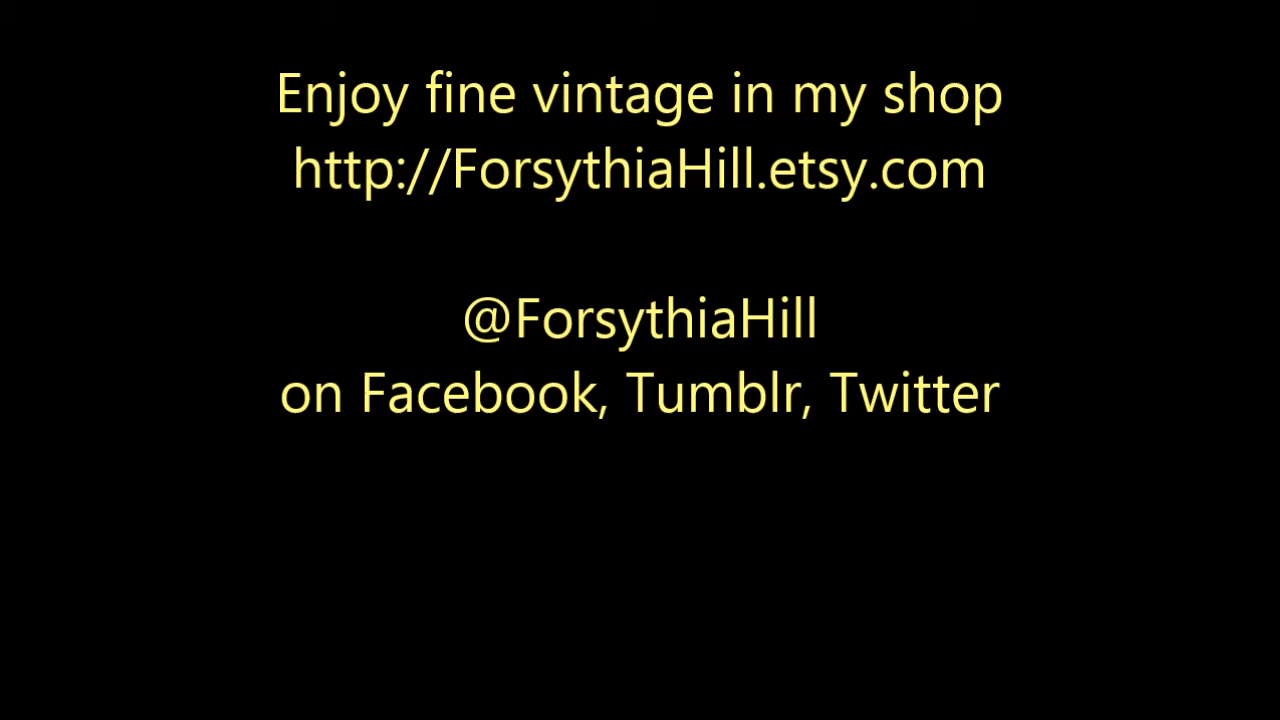 Enjoy fine vintage in my shop
http://ForsythiaHill.etsy.com
@ForsythiaHill
on Facebook, Tumblr, Twitter